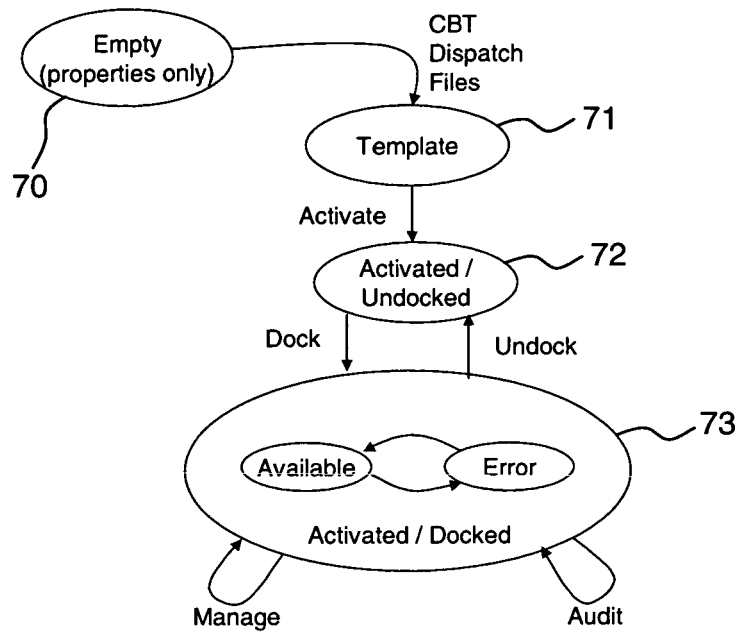 Empty
(properties only)
CBT
Dispatch
Files
70
71
Template
Activate
72
Activated /
Undocked
Dock
Undock
73
Available
Error
Activated / Docked
Manage
Audit